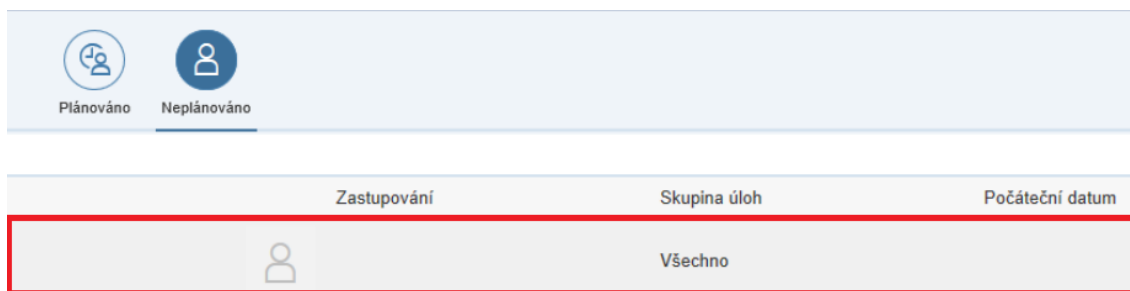 Plánováno Neplánováno
Zastupování Skupina úloh Počáteční datum
Všechno